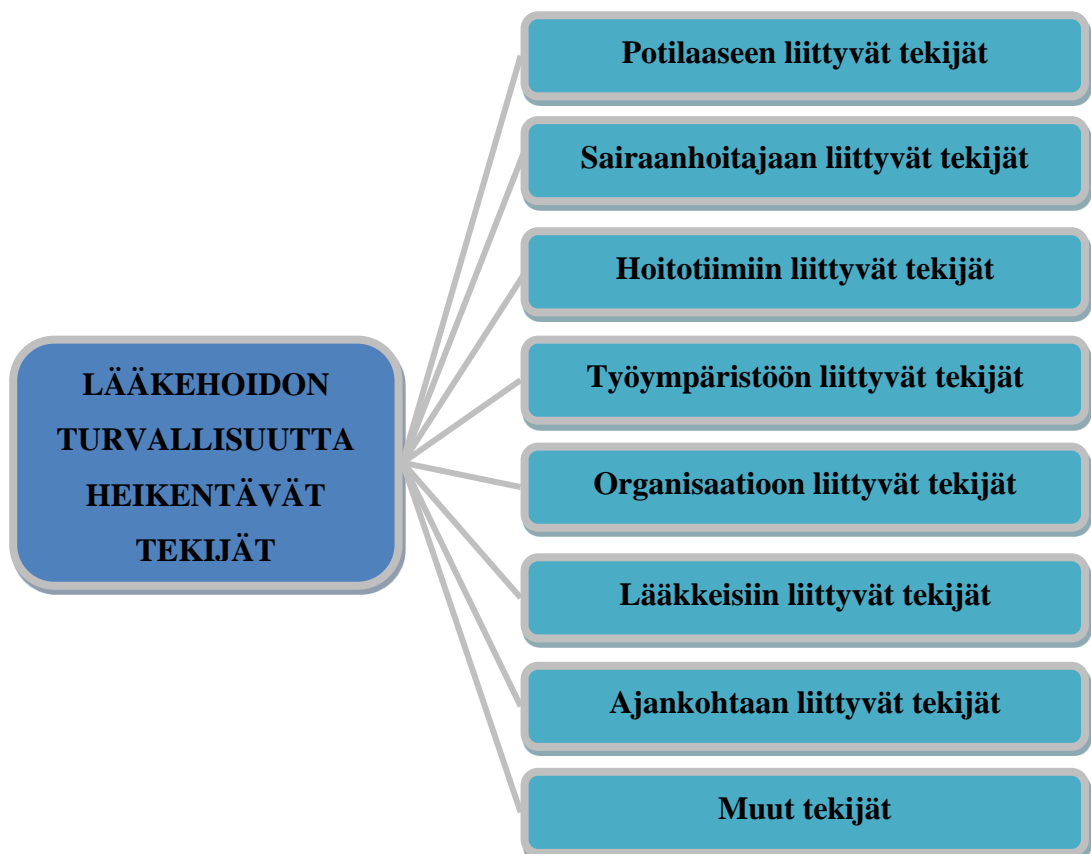 Potilaaseen liittyvät tekijät
Sairaanhoitajaan liittyvät tekijät
Hoitotiimiin liittyvät tekijät
LÄÄKEHOIDON
TURVALLISUUTTA
HEIKENTÄVÄT
TEKIJÄT
Työympäristöön liittyvät tekijät
Organisaatioon liittyvät tekijät
Lääkkeisiin liittyvät tekijät
Ajankohtaan liittyvät tekijät
Muut tekijät